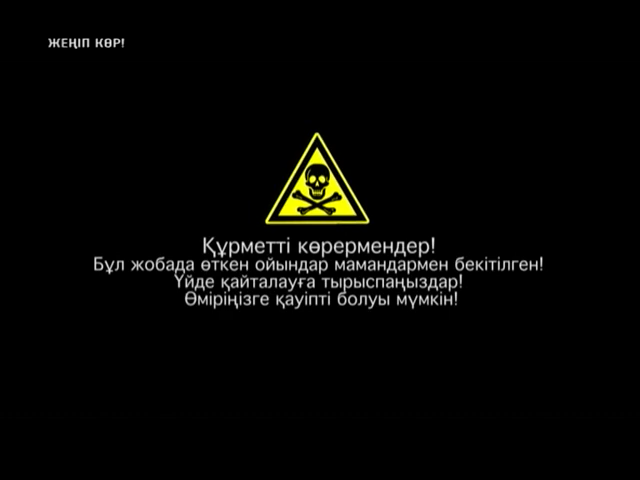 ЖЕҢІП КӨР!
Құрметті көрермендер!
Бұл жобада өткен ойындар мамандармен бекітілген!
Үйде қайталауға тырыспаңыздар!
Өміріңізге қауіпті болуы мүмкін!